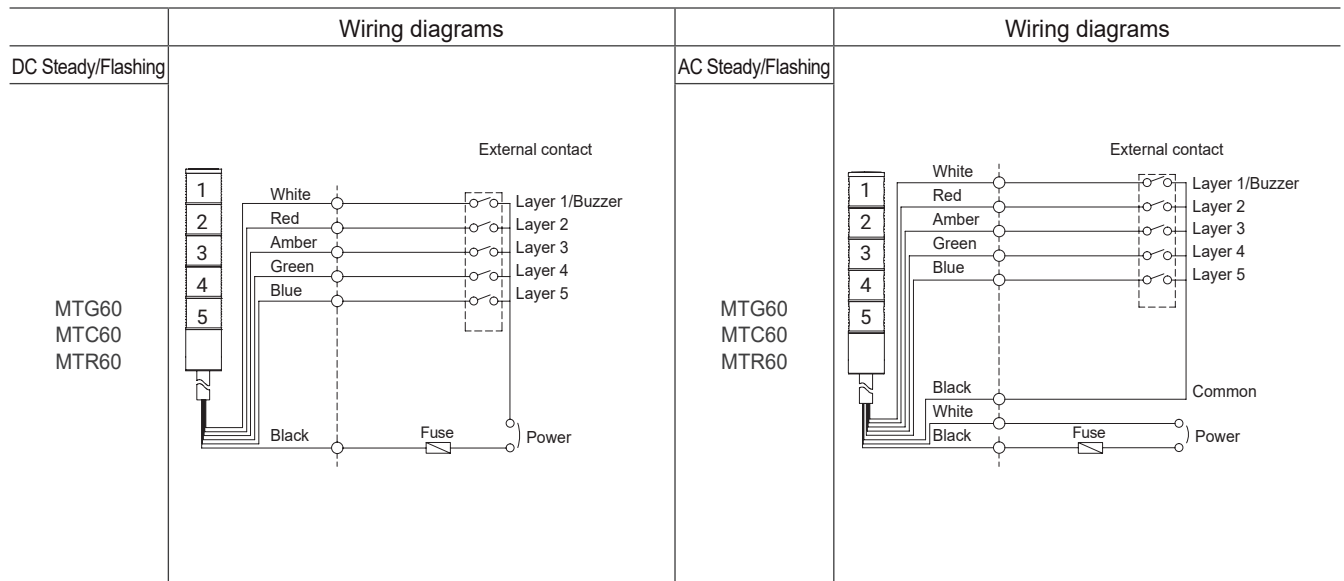 Wiring diagrams
Wiring diagrams
DC Steady/Flashing
MTG60
MTC60
MTR60
External contact
1
2
3
4
5
White
Red
Amber
Green
Blue
Layer 1/Buzzer
Layer 2
Layer 3
Layer 4
Layer 5
Black
Fuse
Power
AC Steady/Flashing
MTG60
MTC60
MTR60
External contact
1
2
3
4
5
White
Red
Amber
Green
Blue
Layer 1/Buzzer
Layer 2
Layer 3
Layer 4
Layer 5
Black
Common
White
Black
Fuse
Power